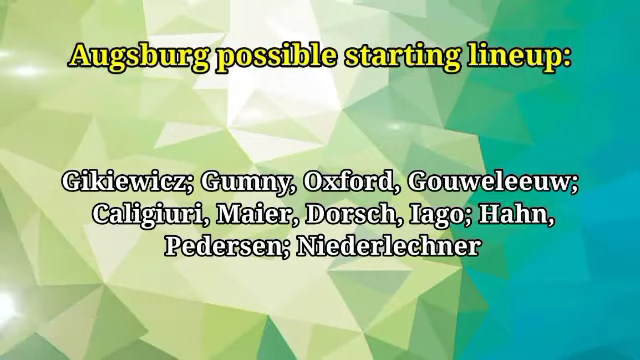 Augsburg possible starting lineup:
Gikiewicz; Gumny, Oxford, Gouweleeuw;
Caligiuri, Maier, Dorsch, Iago; Hahn,
Pedersen; Niederlechner